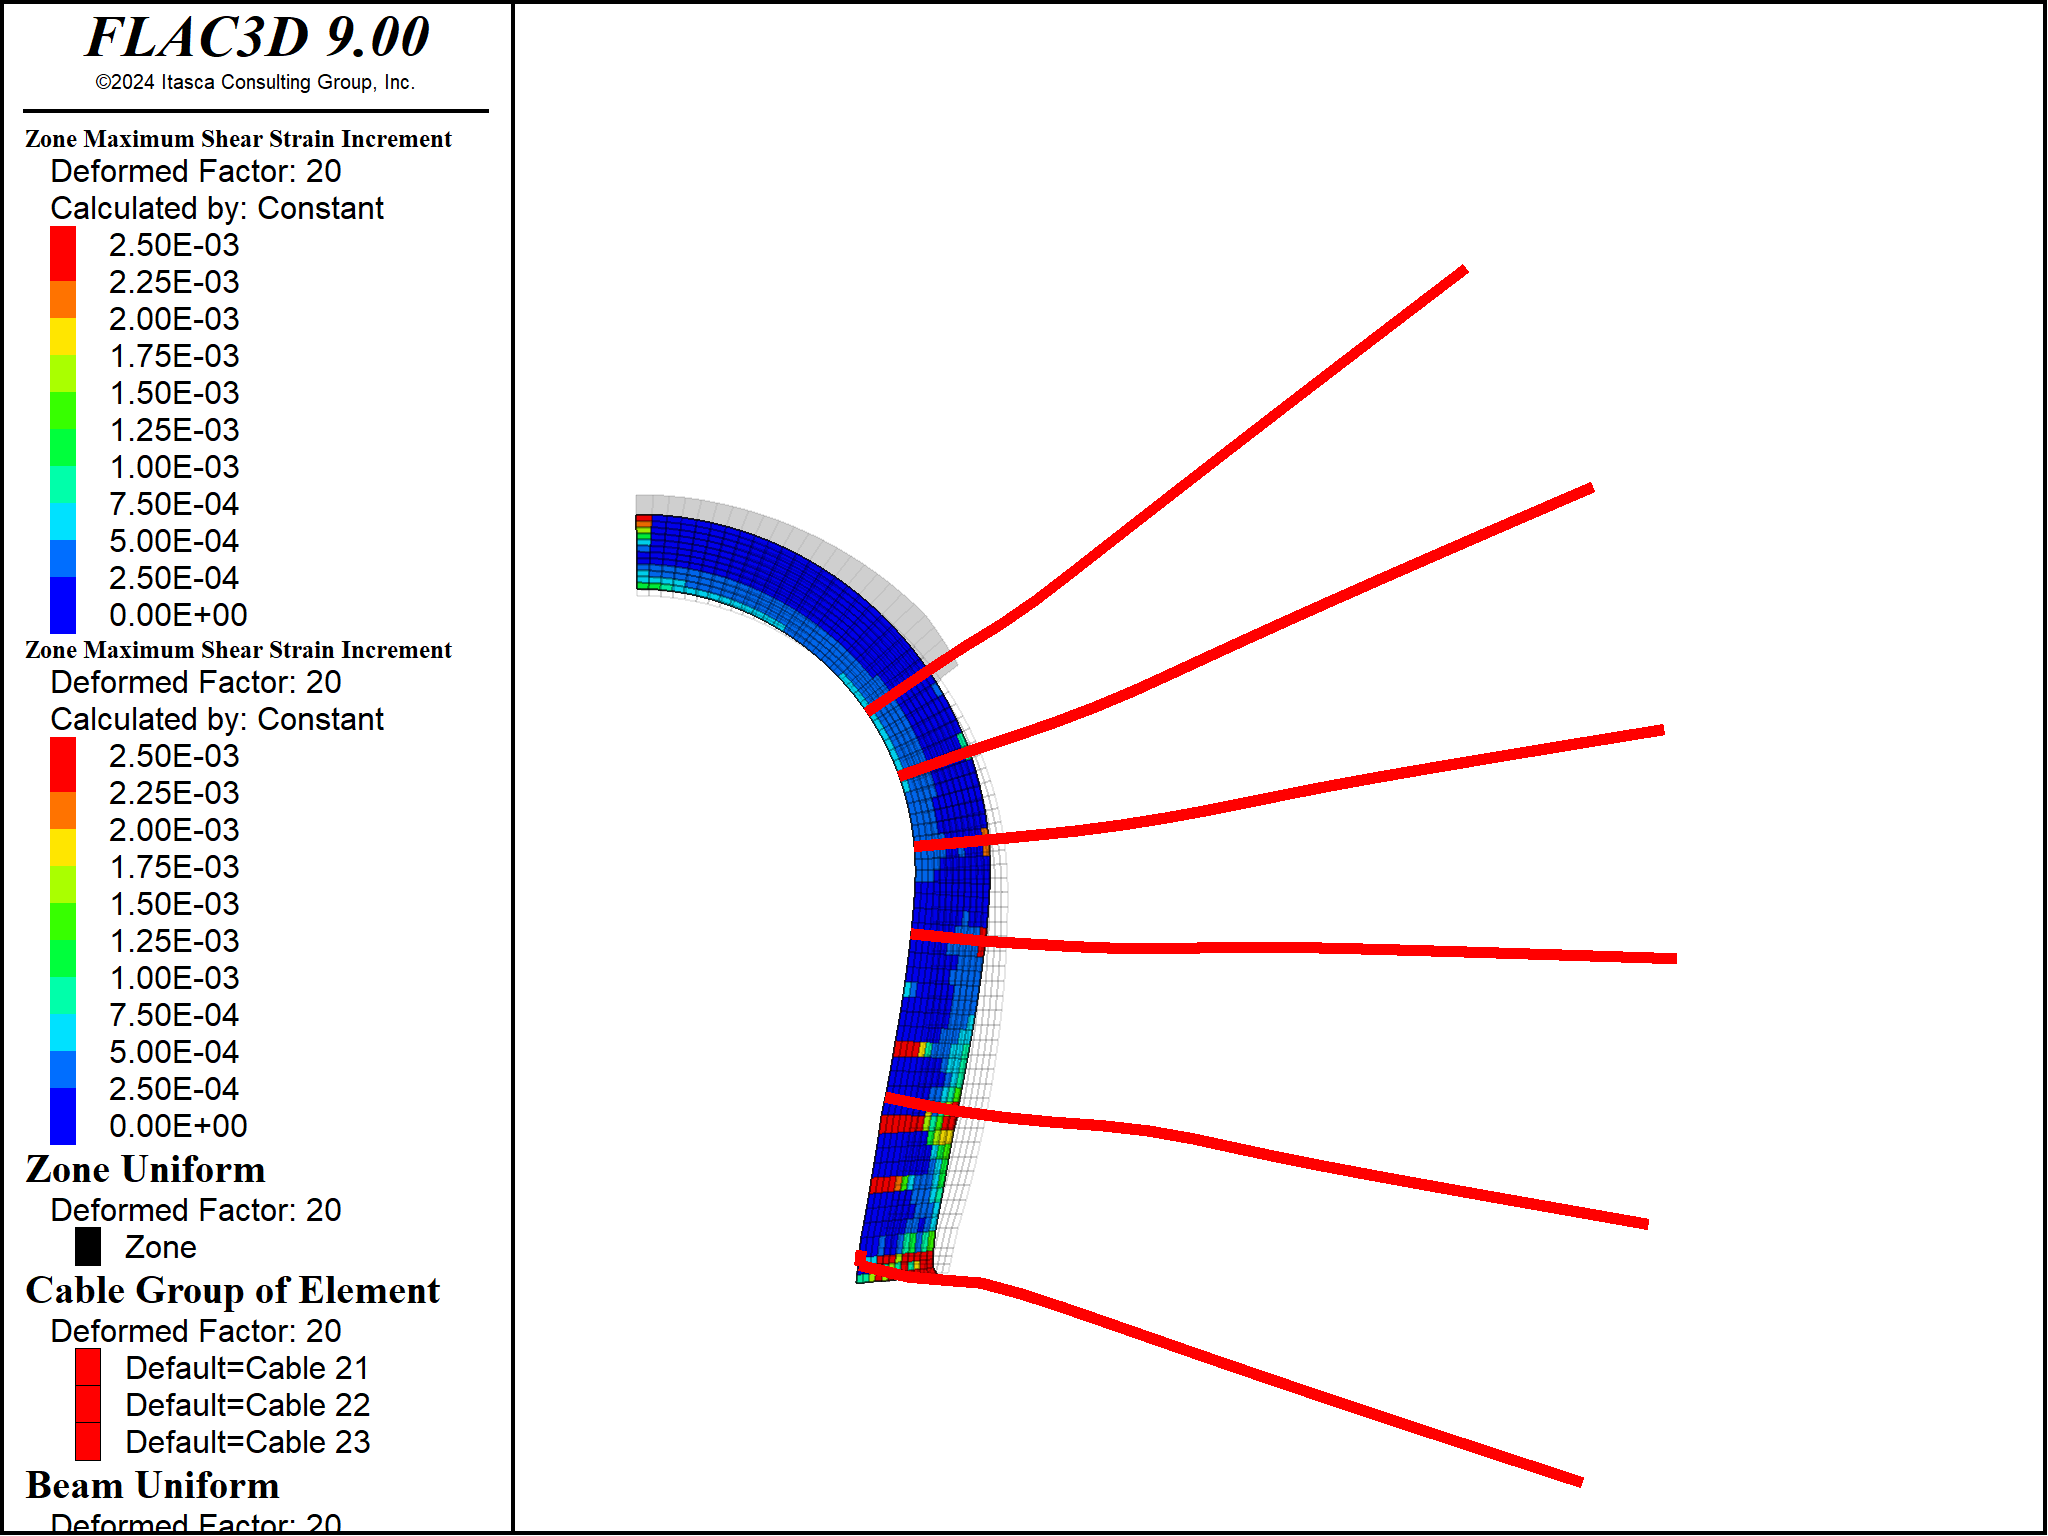 FLAC3D 9.00
©2024 Itasca Consulting Group, Inc.
Zone Maximum Shear Strain Increment
Deformed Factor: 20
Calculated by: Constant
2.50E-03
2.25E-03
2.00E-03
1.75E-03
1.50E-03
1.25E-03
1.00E-03
7.50E-04
5.00E-04
2.50E-04
0.00E+00
Zone Maximum Shear Strain Increment
Deformed Factor: 20
Calculated by: Constant
2.50E-03
2.25E-03
2.00E-03
1.75E-03
1.50E-03
1.25E-03
1.00E-03
7.50E-04
5.00E-04
2.50E-04
0.00E+00
Zone Uniform
Deformed Factor: 20
Zone
Cable Group of Element
Deformed Factor: 20
Default=Cable 21
Default=Cable 22
Default=Cable 23
Beam Uniform
Deformed Factor: 20